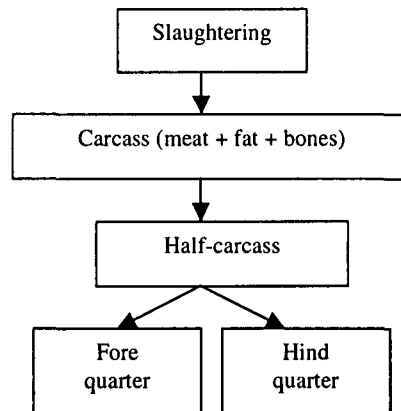 Slaughtering
Carcass (meat + fat + bones)
Half-carcass
Fore
quarter
Hind
quarter